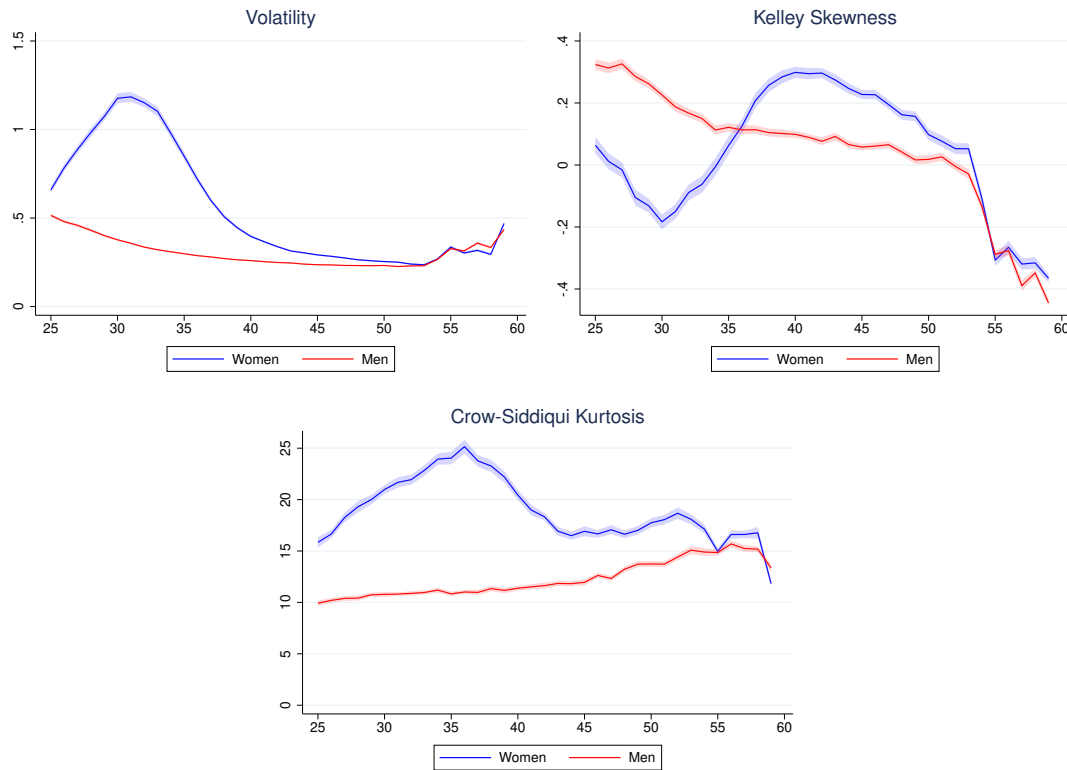 Volatility
1.5
1
.5
0
25 30 35 40 45 50 55 60
Women Men
Kelley Skewness
.4
.2
0
-.2
-.4
25 30 35 40 45 50 55 60
Women Men
Crow-Siddiqui Kurtosis
25
20
15
10
5
0
25 30 35 40 45 50 55 60
Women Men